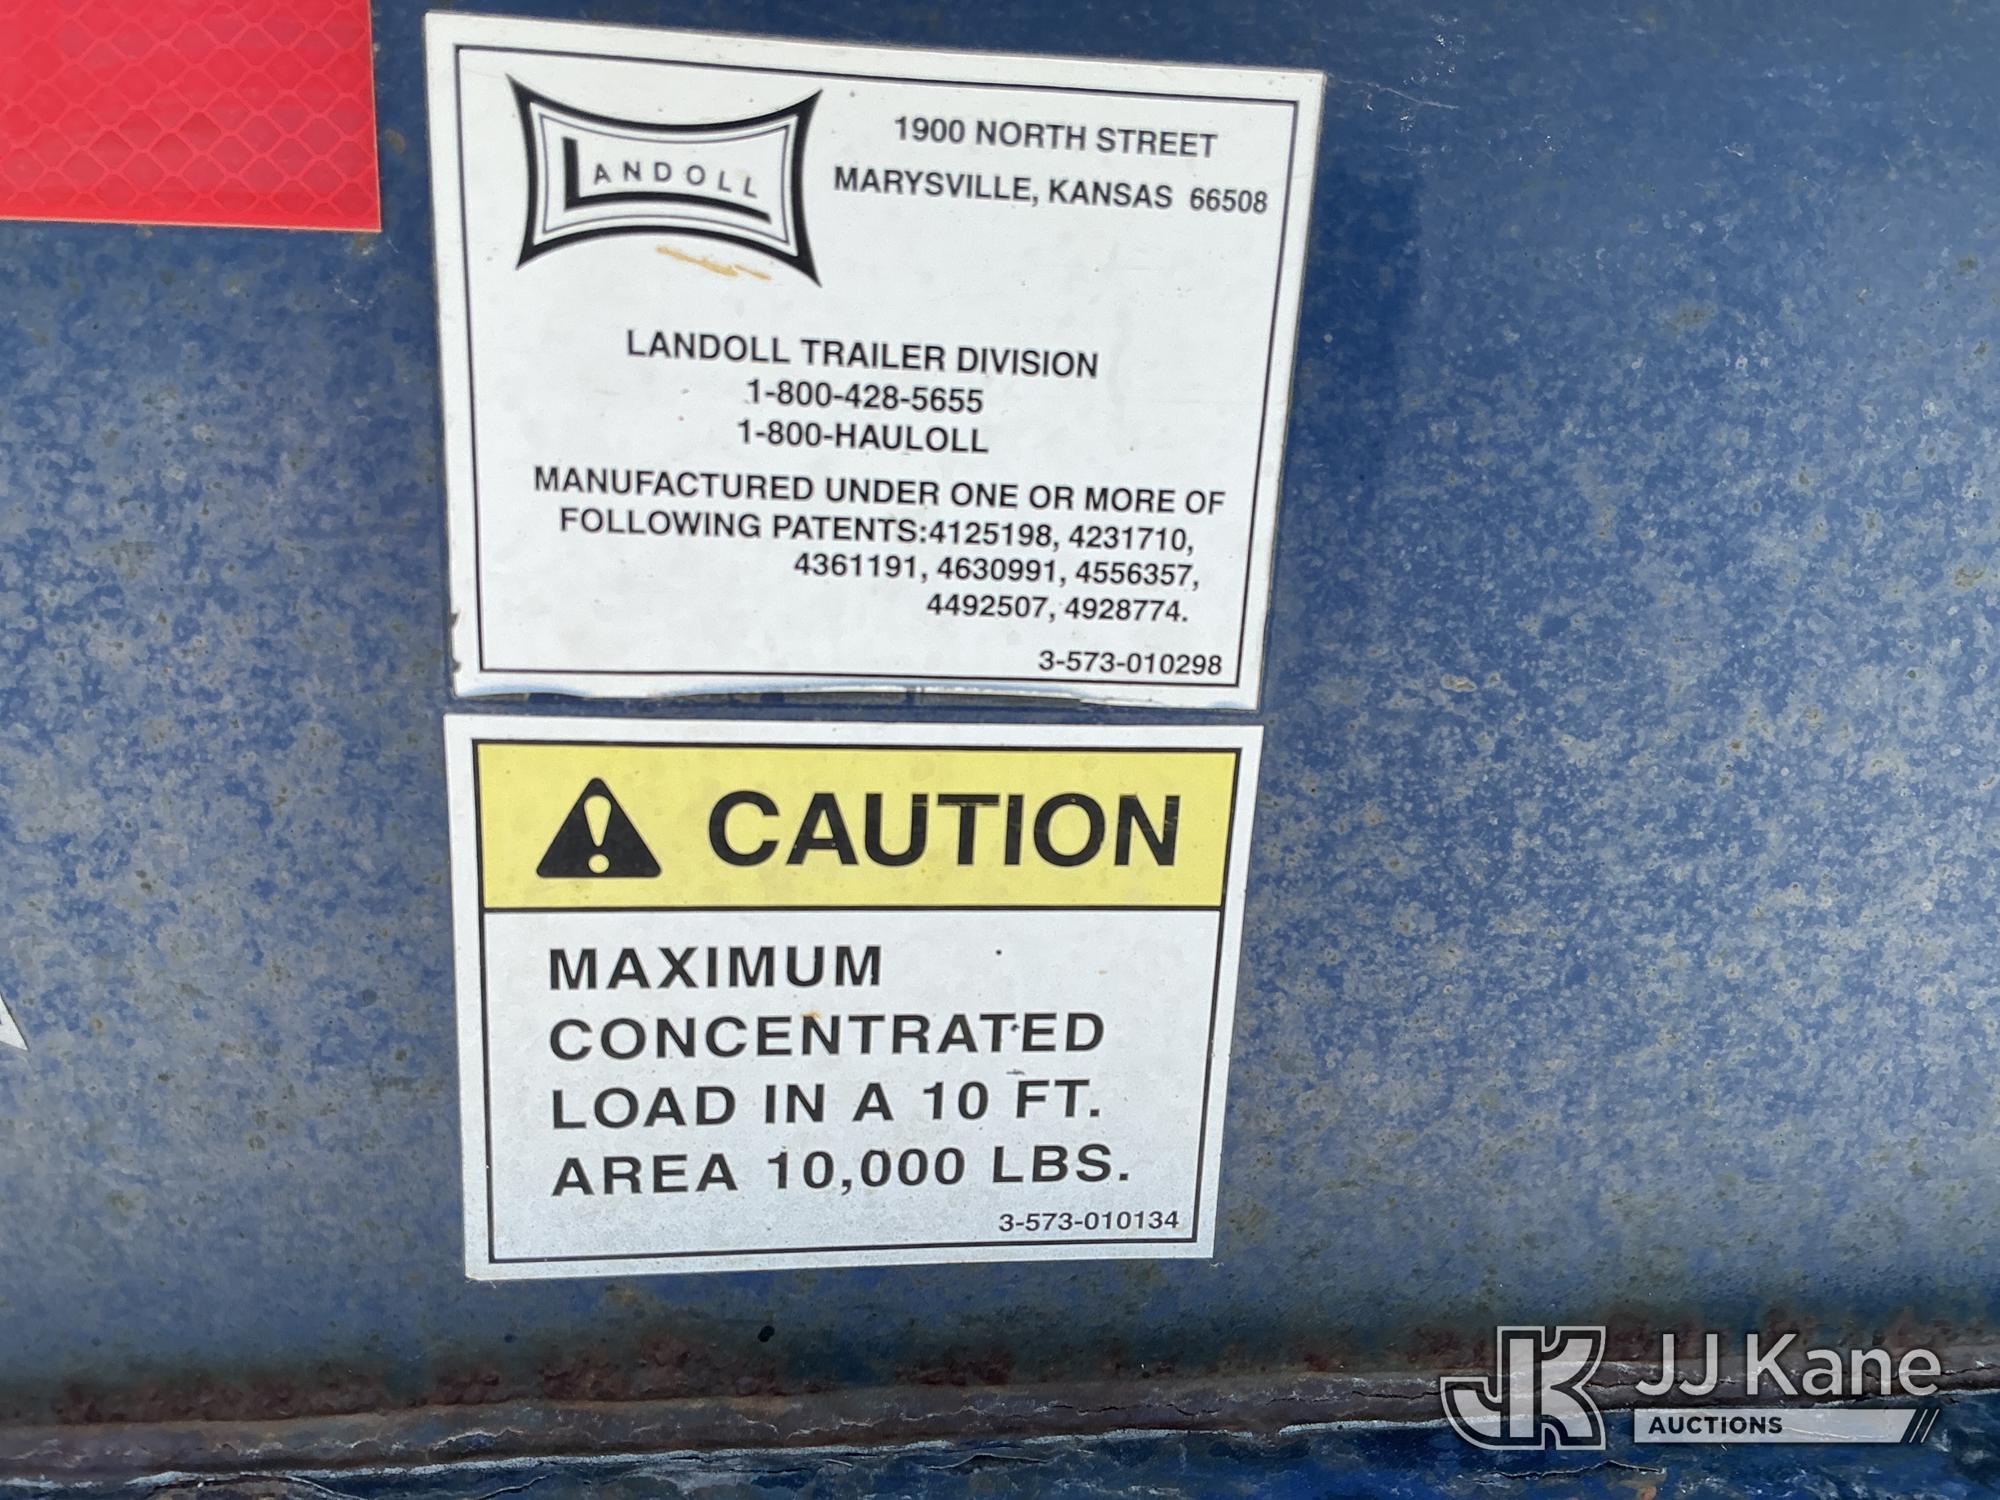 LANDOLL
1900 NORTH STREET
MARYSVILLE, KANSAS 66508
LANDOLL TRAILER DIVISION
1-800-428-5655
1-800-HAULOLL
MANUFACTURED UNDER ONE OR MORE OF
FOLLOWING PATENTS:4125198, 4231710,
4361191, 4630991, 4556357,
4492507, 4928774.
3-573-010298
CAUTION
MAXIMUM
CONCENTRATED
LOAD IN A 10 FT.
AREA 10,000 LBS.
3-573-010134
JK JJ Kane
AUCTIONS